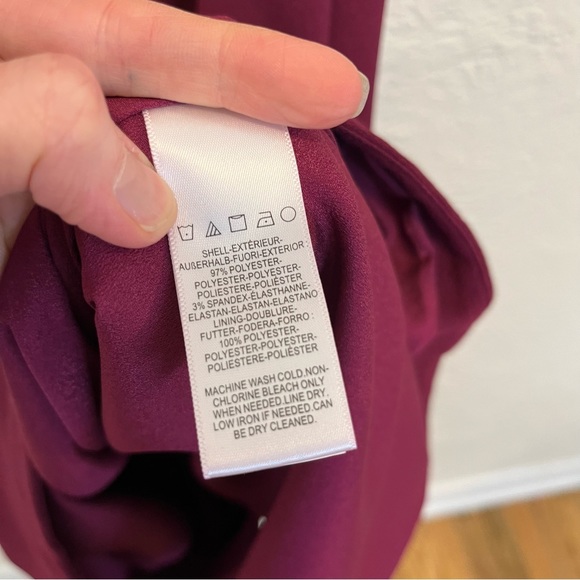 SHELL-EXTÉRIEUR-
AUßERHALB-FUORI-EXTERIOR:
97% POLYESTER-
POLYESTER-POLYESTER-
POLIESTERE-POLIÉSTER
3% SPANDEX-ÉLASTHANNE-
ELASTAN-ELASTAN-ELASTANO
LINING-DOUBLURE-
FUTTER-FODERA-FORRO:
100% POLYESTER-
POLYESTER-POLYESTER-
POLIESTERE-POLIÉSTER
MACHINE WASH COLD.NON-
CHLORINE BLEACH ONLY
WHEN NEEDED.LINE DRY.
LOW IRON IF NEEDED.CAN
BE DRY CLEANED.